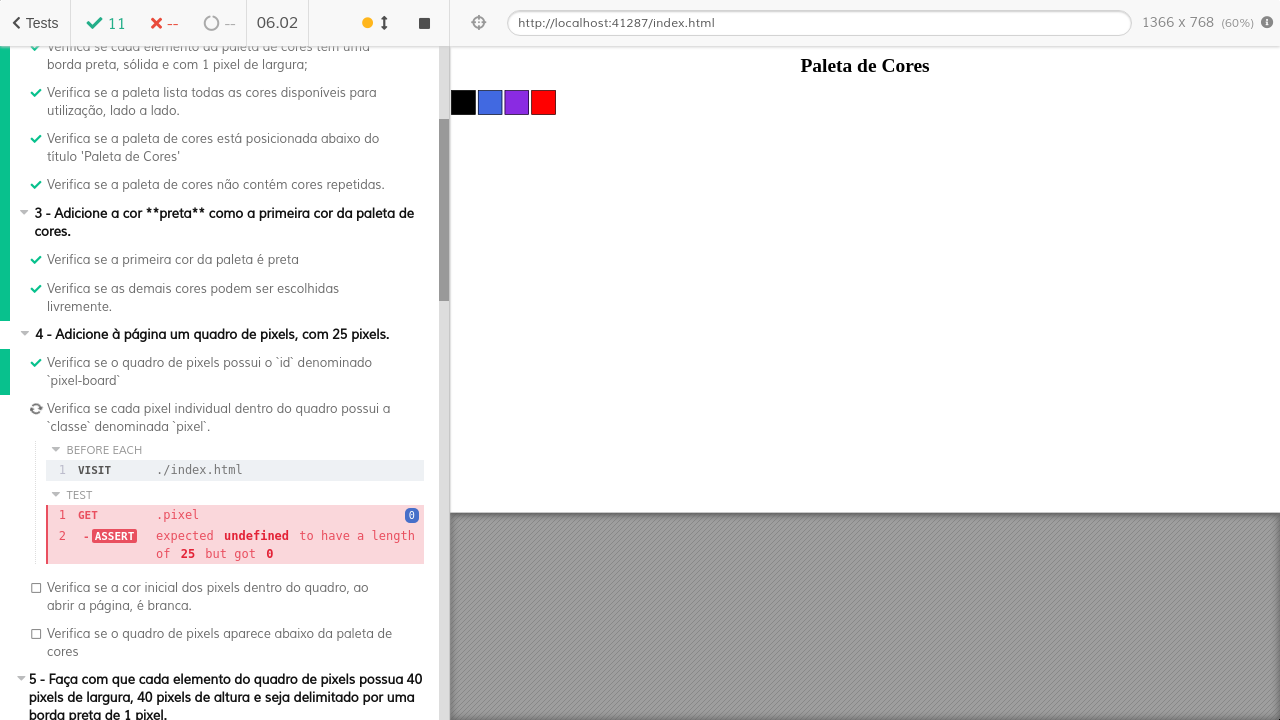 Tests
11
--
--
06.02
http://localhost:41287/index.html
1366 x 768 (60%)
Verifica se cada elemento da paleta de cores tem uma
borda preta, sólida e com 1 pixel de largura;
Verifica se a paleta lista todas as cores disponíveis para
utilização, lado a lado.
Verifica se a paleta de cores está posicionada abaixo do
título 'Paleta de Cores'
Verifica se a paleta de cores não contém cores repetidas.
3 - Adicione a cor **preta** como a primeira cor da paleta de
cores.
Verifica se a primeira cor da paleta é preta
Verifica se as demais cores podem ser escolhidas
livremente.
4 - Adicione à página um quadro de pixels, com 25 pixels.
Verifica se o quadro de pixels possui o `id` denominado
`pixel-board`
Verifica se cada pixel individual dentro do quadro possui a
`classe` denominada `pixel`.
BEFORE EACH
1 VISIT ./index.html
TEST
1 GET .pixel 0
2 -ASSERT expected undefined to have a length
of 25 but got 0
Verifica se a cor inicial dos pixels dentro do quadro, ao
abrir a página, é branca.
Verifica se o quadro de pixels aparece abaixo da paleta de
cores
5 - Faça com que cada elemento do quadro de pixels possua 40
pixels de largura, 40 pixels de altura e seja delimitado por uma
borda preta de 1 pixel.
Paleta de Cores